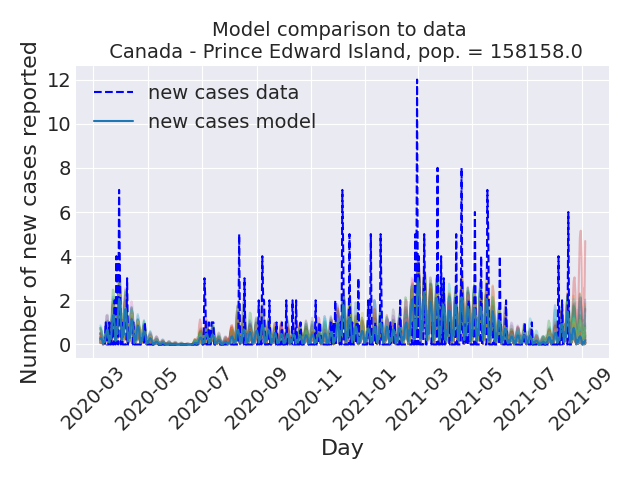 Model comparison to data
Canada - Prince Edward Island, pop. = 158158.0
Number of new cases reported
12
10
8
6
4
2
0
new cases data
new cases model
2020-03
2020-05
2020-07
2020-09
2020-11
2021-01
2021-03
2021-05
2021-07
2021-09
Day